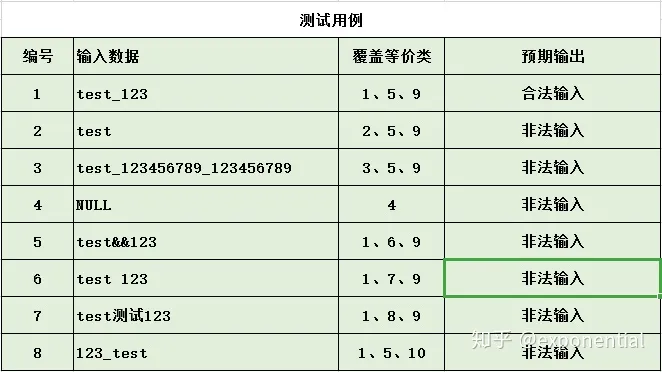 测试用例
编号 输入数据 覆盖等价类 预期输出
1 test_123 1、5、9 合法输入
2 test 2、5、9 非法输入
3 test_123456789_123456789 3、5、9 非法输入
4 NULL 4 非法输入
5 test&&123 1、6、9 非法输入
6 test 123 1、7、9 非法输入
7 test测试123 1、8、9 非法输入
8 123_test 1、5、10 非法输入
知乎 @exponential